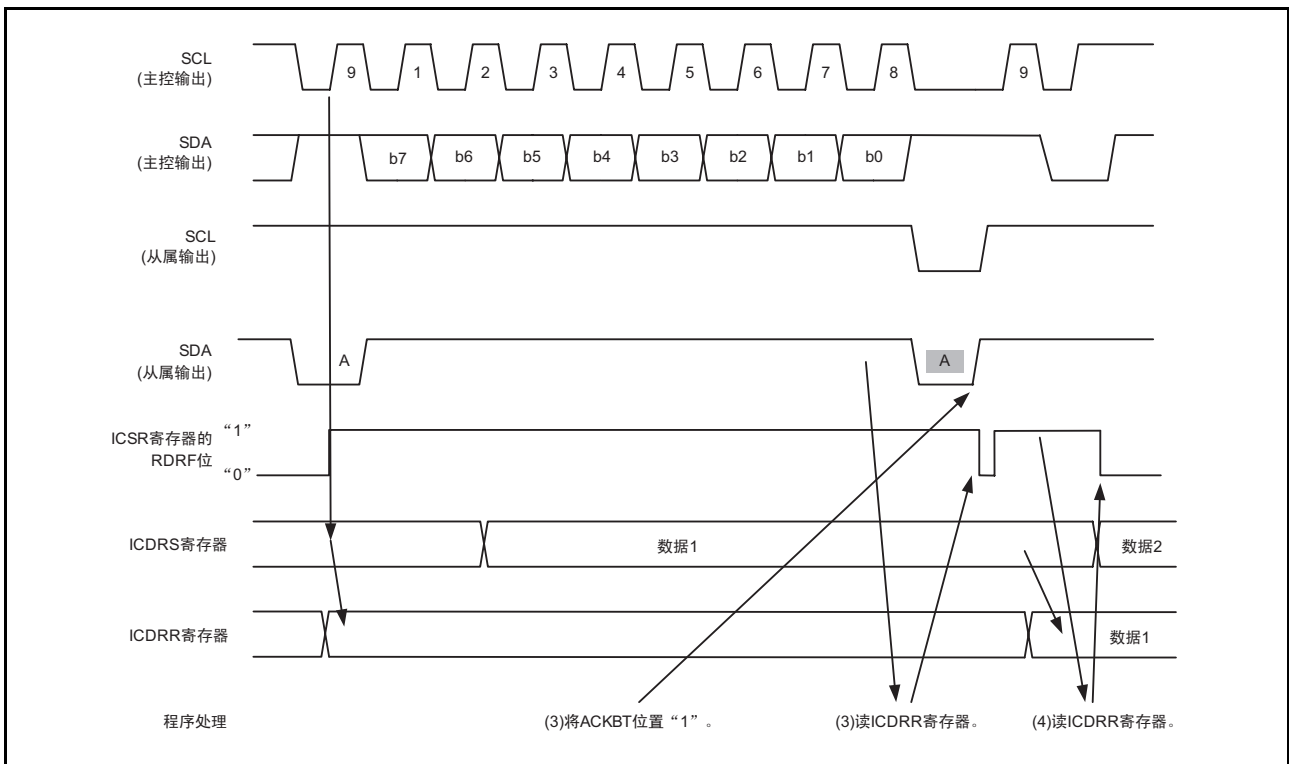 SCL
(主控输出)
9 1 2 3 4 5 6 7 8 9
SDA
(主控输出)
b7 b6 b5 b4 b3 b2 b1 b0
SCL
(从属输出)
SDA
(从属输出)
A A
ICSR寄存器的 “1”
RDRF位
“0”
ICDRS寄存器 数据1 数据2
ICDRR寄存器 数据1
程序处理 (3)将ACKBT位置“1”。 (3)读ICDRR寄存器。 (4)读ICDRR寄存器。